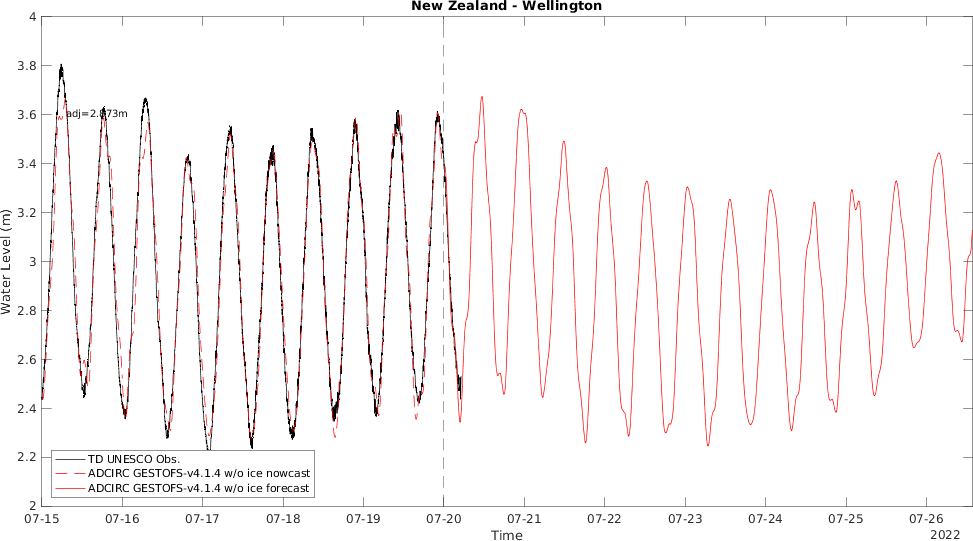 New Zealand - Wellington
Water Level (m)
4
3.8
3.6
3.4
3.2
3
2.8
2.6
2.4
2.2
2
TD UNESCO Obs.
ADCIRC GESTOFS-v4.1.4 w/o ice nowcast
ADCIRC GESTOFS-v4.1.4 w/o ice forecast
07-15 07-16 07-17 07-18 07-19 07-20 07-21 07-22 07-23 07-24 07-25 07-26
Time
2022